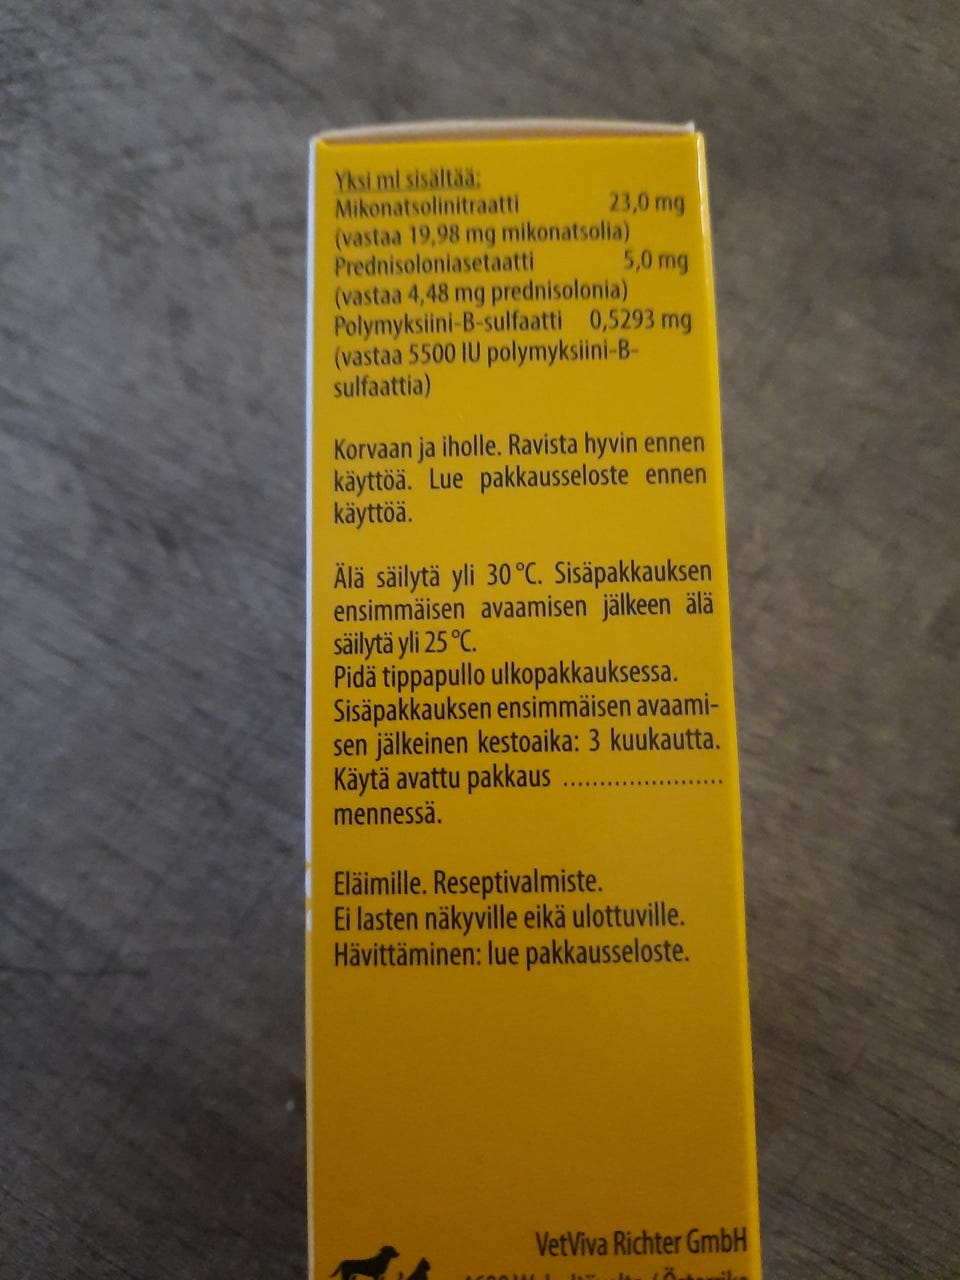 Yksi ml sisältää:
Mikonatsolinitraatti 23,0 mg
(vastaa 19,98 mg mikonatsolia)
Prednisoloniasetaatti 5,0 mg
(vastaa 4,48 mg prednisolonia)
Polymyksiini-B-sulfaatti 0,5293 mg
(vastaa 5500 IU polymyksiini-B-
sulfaattia)
Korvaan ja iholle. Ravista hyvin ennen
käyttöä. Lue pakkausseloste ennen
käyttöä.
Älä säilytä yli 30 °C. Sisäpakkauksen
ensimmäisen avaamisen jälkeen älä
säilytä yli 25 °C.
Pidä tippapullo ulkopakkauksessa.
Sisäpakkauksen ensimmäisen avaami-
sen jälkeinen kestoaika: 3 kuukautta.
Käytä avattu pakkaus ......................
mennessä.
Eläimille. Reseptivalmiste.
Ei lasten näkyville eikä ulottuville.
Hävittäminen: lue pakkausseloste.
VetViva Richter GmbH